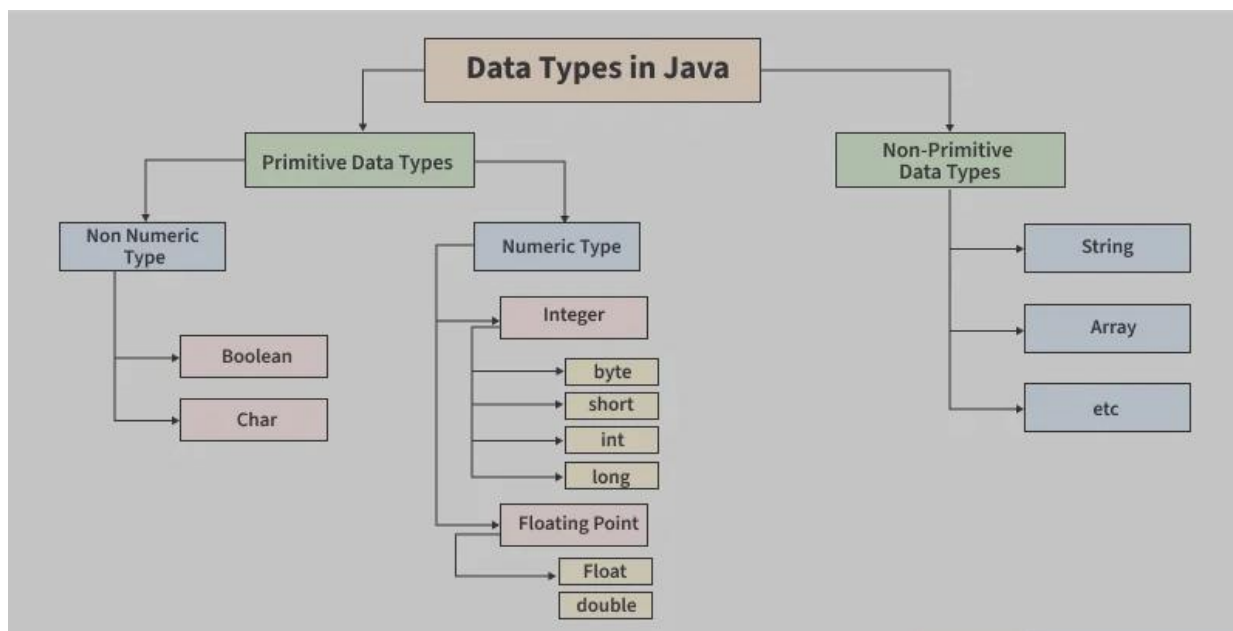 Data Types in Java
Primitive Data Types
Non-Primitive
Data Types
Non Numeric
Type
Numeric Type
String
Integer
Array
Boolean
byte
short
Char
etc
int
long
Floating Point
Float
double